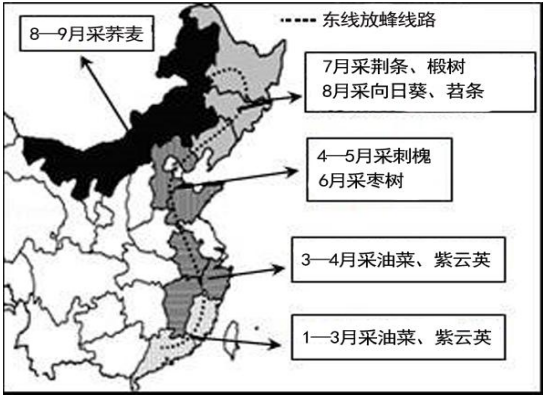 东线放蜂线路
8—9月采荞麦
7月采荆条、椴树
8月采向日葵、苕条
4—5月采刺槐
6月采枣树
3—4月采油菜、紫云英
1—3月采油菜、紫云英